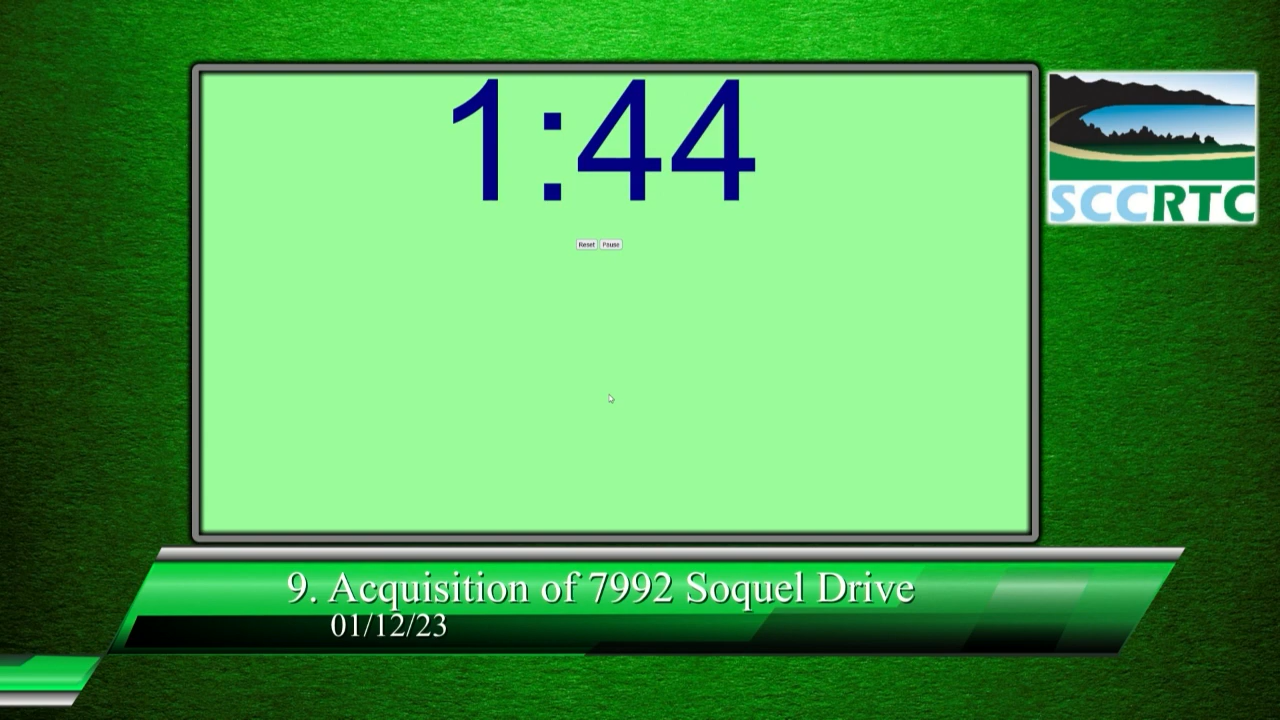 1:44
SCCRTC
Reset Pause
9. Acquisition of 7992 Soquel Drive
01/12/23